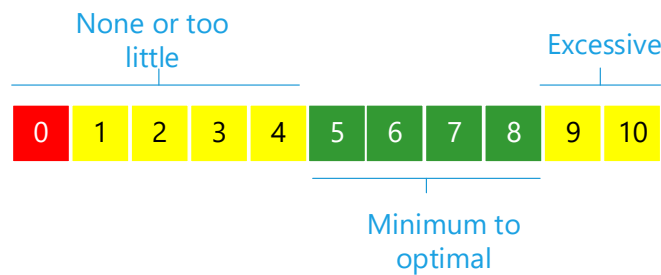 None or too
little
Excessive
0 1 2 3 4 5 6 7 8 9 10
Minimum to
optimal